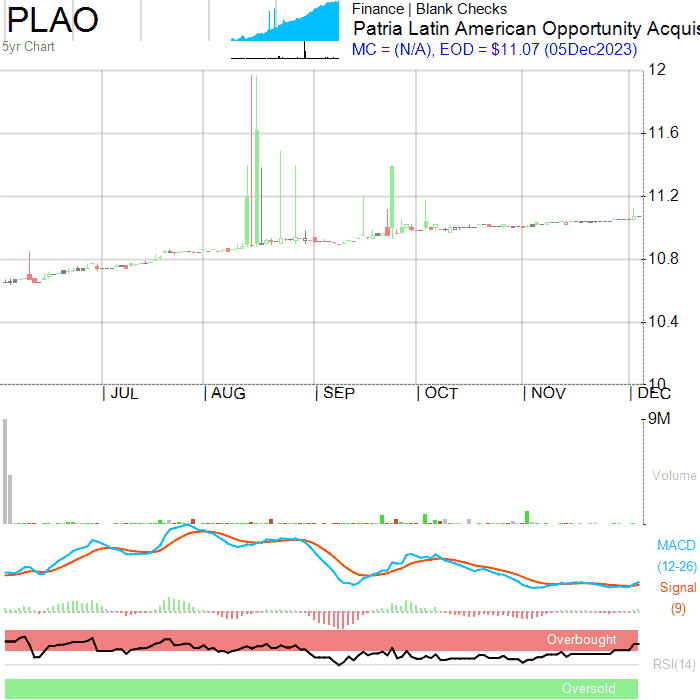 PLAO
5yr Chart
Finance | Blank Checks
Patria Latin American Opportunity Acquis
MC = (N/A), EOD = $11.07 (05Dec2023)
12
11.6
11.2
10.8
10.4
10
| JUL | AUG | SEP | OCT | NOV | DEC
9M
Volume
MACD
(12-26)
Signal
(9)
Overbought
RSI(14)
Oversold